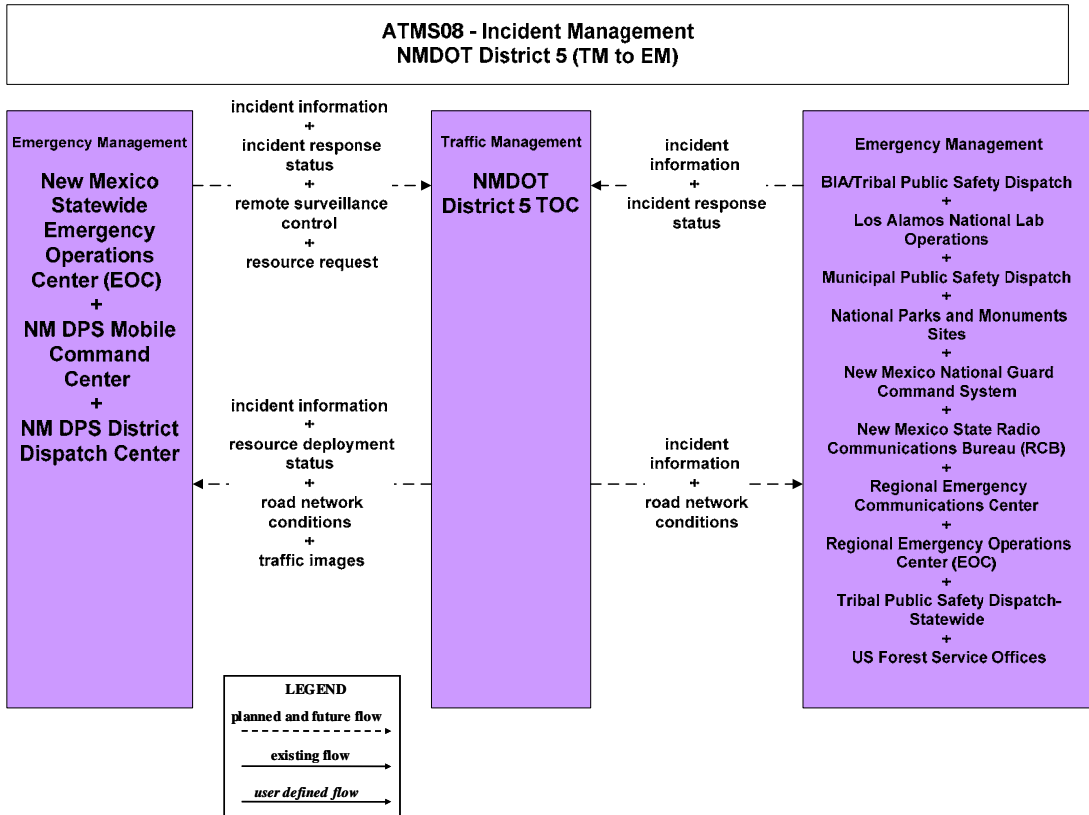 ATMS08 - Incident Management
NMDOT District 5 (TM to EM)
Emergency Management
New Mexico
Statewide
Emergency
Operations
Center (EOC)
+
NM DPS Mobile
Command
Center
+
NM DPS District
Dispatch Center
incident information
+
incident response
status
+
remote surveillance
control
+
resource request
incident information
+
resource deployment
status
+
road network
conditions
+
traffic images
Traffic Management
NMDOT
District 5 TOC
incident
information
+
incident response
status
incident
information
+
road network
conditions
Emergency Management
BIA/Tribal Public Safety Dispatch
+
Los Alamos National Lab
Operations
+
Municipal Public Safety Dispatch
+
National Parks and Monuments
Sites
+
New Mexico National Guard
Command System
+
New Mexico State Radio
Communications Bureau (RCB)
+
Regional Emergency
Communications Center
+
Regional Emergency Operations
Center (EOC)
+
Tribal Public Safety Dispatch-
Statewide
+
US Forest Service Offices
LEGEND
planned and future flow
existing flow
user defined flow